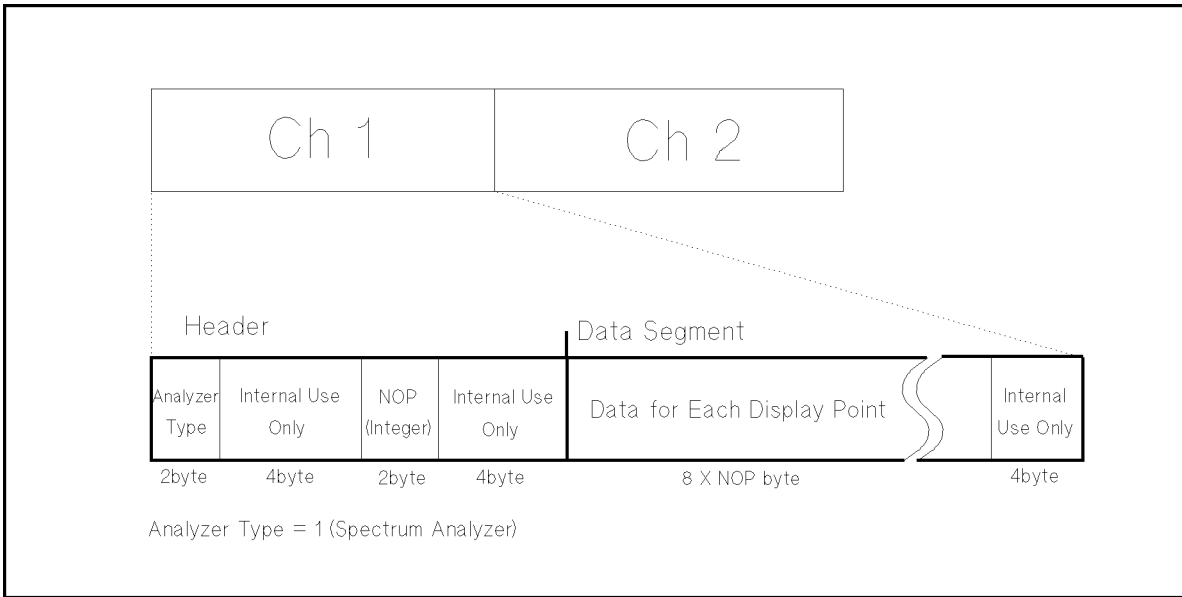 Ch 1
Ch 2
Header
Data Segment
Analyzer
Type
Internal Use
Only
NOP
(Integer)
Internal Use
Only
Data for Each Display Point
Internal
Use Only
2byte
4byte
2byte
4byte
8 X NOP byte
4byte
Analyzer Type = 1 (Spectrum Analyzer)